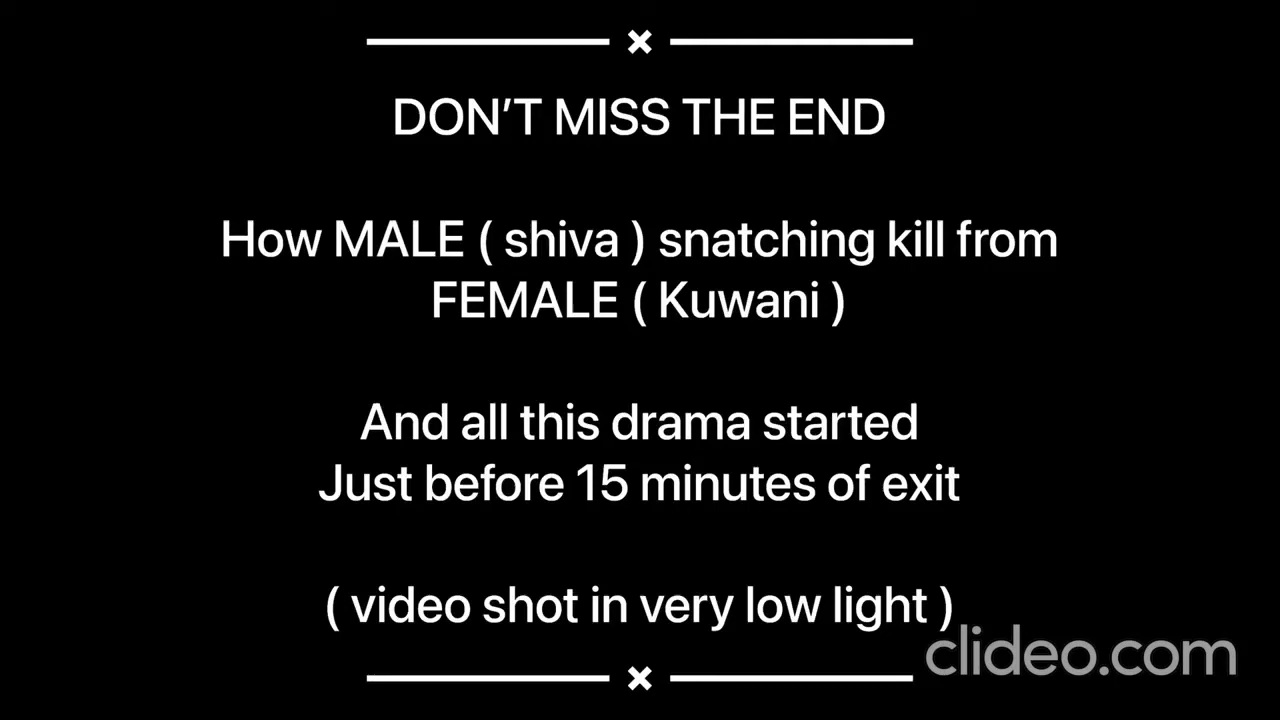 DON’T MISS THE END
How MALE ( shiva ) snatching kill from
FEMALE ( Kuwani )
And all this drama started
Just before 15 minutes of exit
( video shot in very low light )
clideo.com